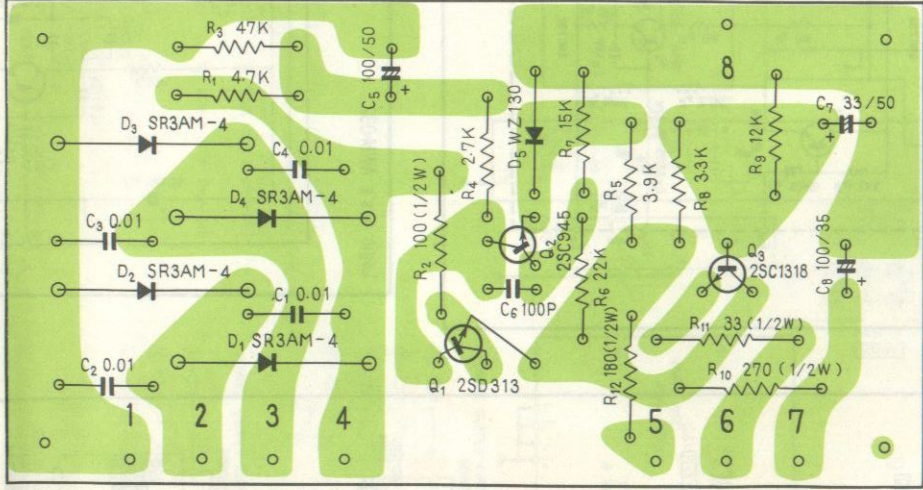 R3 47K
R1 4.7K
C5 100/50
+
D3 SR3AM-4
C4 0.01
D4 SR3AM-4
C3 0.01
D2 SR3AM-4
C1 0.01
D1 SR3AM-4
C2 0.01
1
2
3
4
R2 100 (1/2W)
R4 2.7K
D5 WZ-130
R7 15K
Q2
2SC945
C6 100P
Q1 2SD313
R6 22K
R5
3.9K
R8 3.3K
8
R9 12K
C7 33/50
+
Q3
2SC1318
C8 100/35
+
R11 33 (1/2W)
R10 270 (1/2W)
R12 180(1/2W)
5
6
7